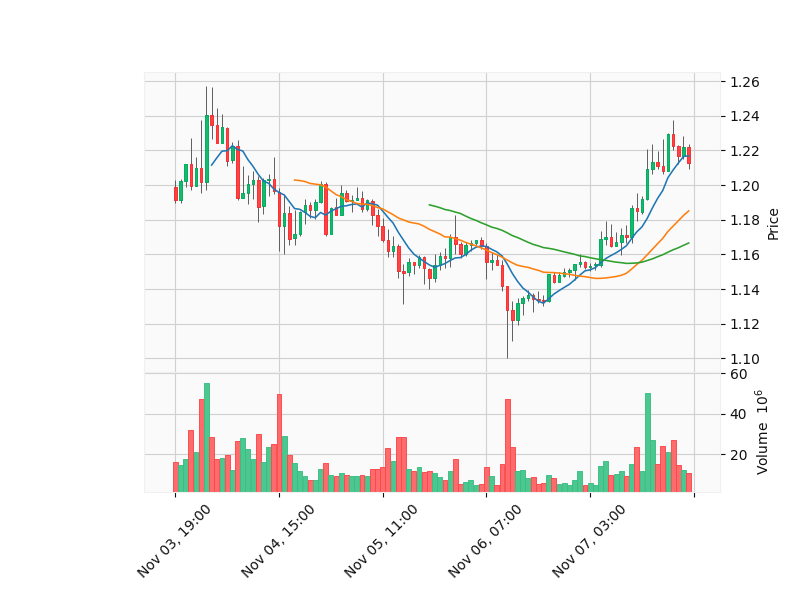 1.26
1.24
1.22
1.20
1.18
1.16
1.14
1.12
1.10
Price
60
40
20
Volume 10⁶
Nov 03, 19:00
Nov 04, 15:00
Nov 05, 11:00
Nov 06, 07:00
Nov 07, 03:00